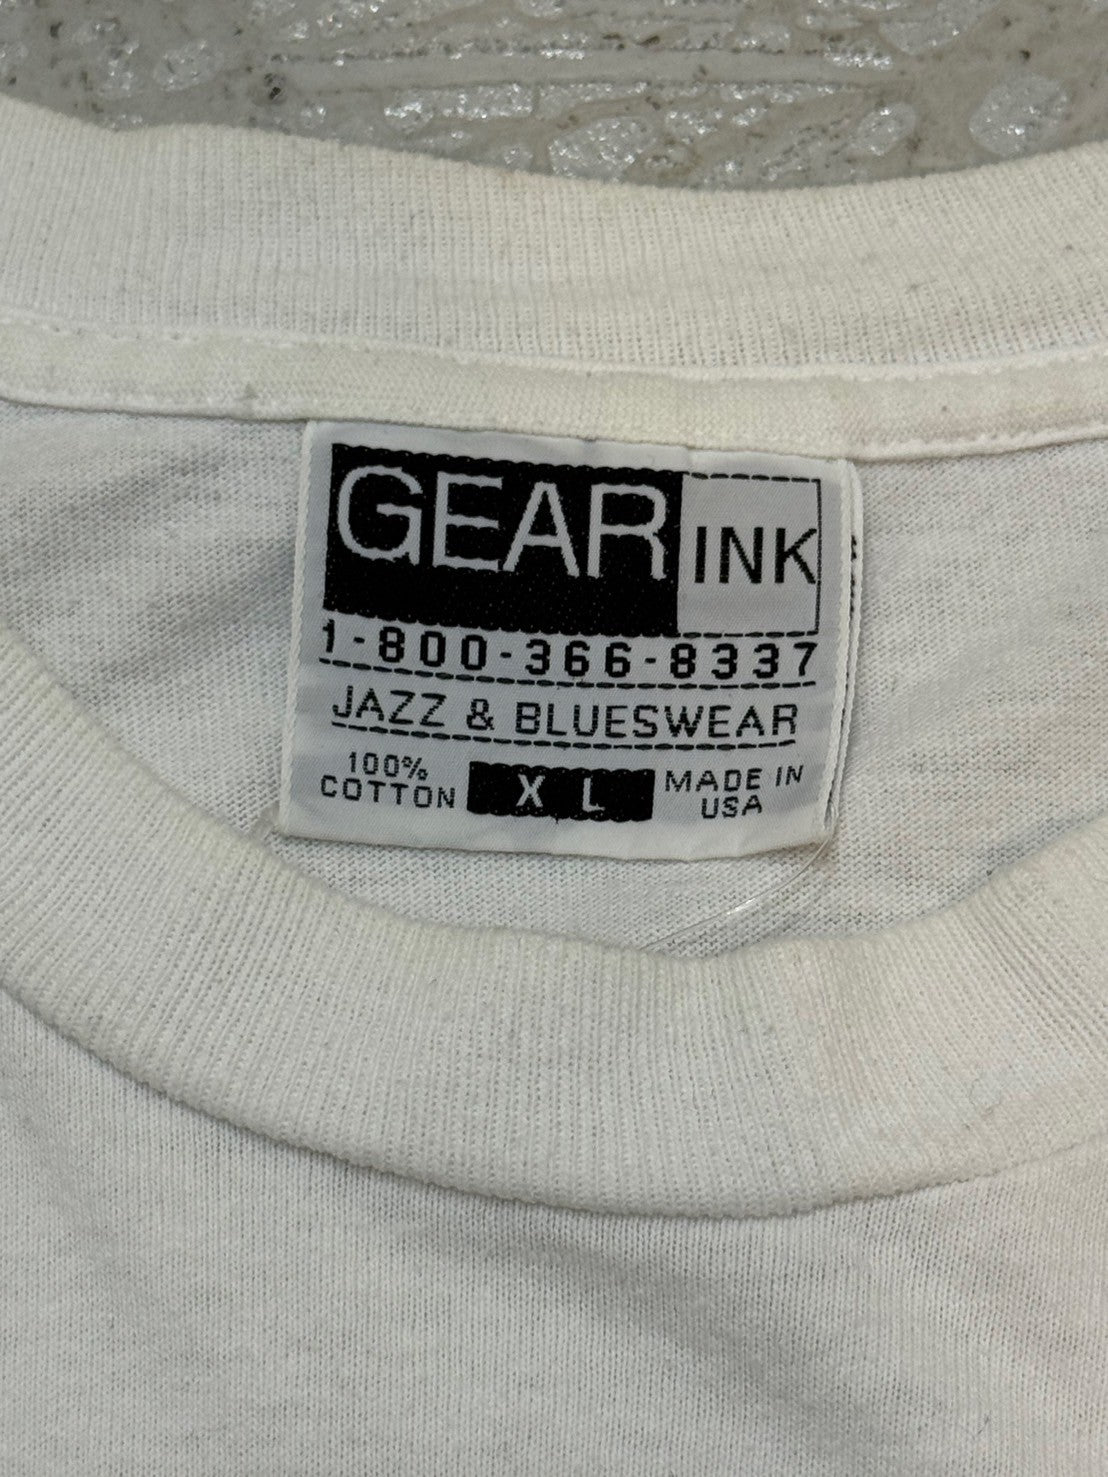 GEAR INK
1-800-366-8337
JAZZ & BLUESWEAR
100% COTTON
XL
MADE IN USA